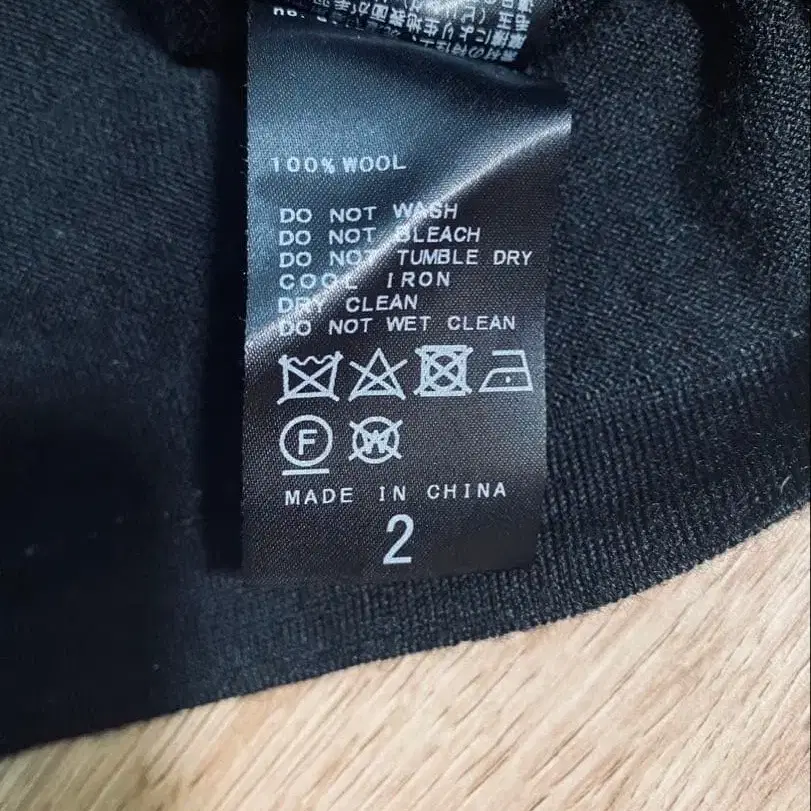 100% WOOL
DO NOT WASH
DO NOT BLEACH
DO NOT TUMBLE DRY
COOL IRON
DRY CLEAN
DO NOT WET CLEAN
F W
MADE IN CHINA
2